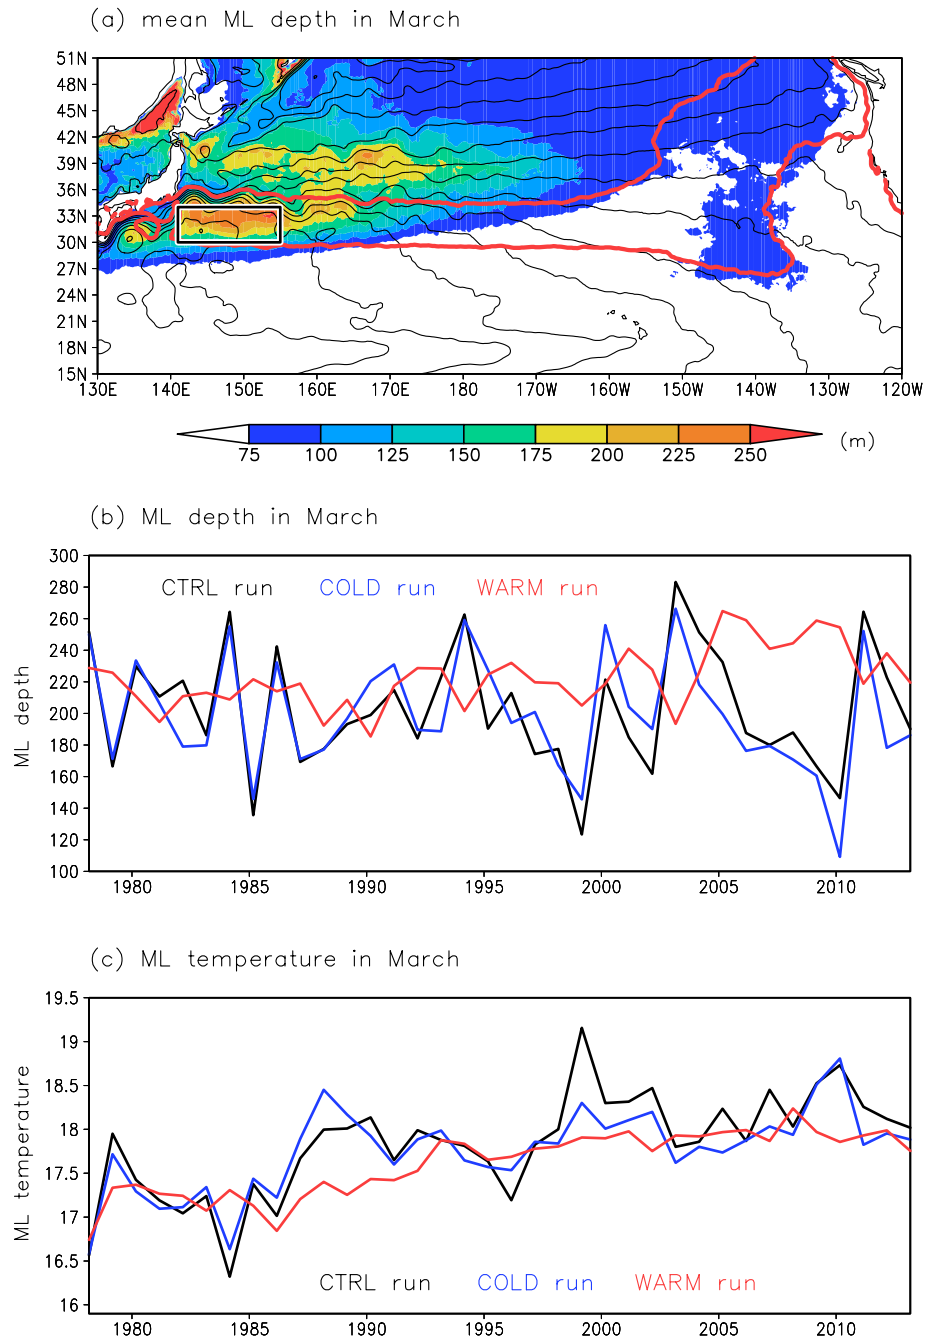 (a) mean ML depth in March
51N
48N
45N
42N
39N
36N
33N
30N
27N
24N
21N
18N
15N
130E 140E 150E 160E 170E 180 170W 160W 150W 140W 130W 120W
75 100 125 150 175 200 225 250 (m)
(b) ML depth in March
CTRL run COLD run WARM run
ML depth
300
280
260
240
220
200
180
160
140
120
100
1980 1985 1990 1995 2000 2005 2010
(c) ML temperature in March
ML temperature
19.5
19
18.5
18
17.5
17
16.5
16
CTRL run COLD run WARM run
1980 1985 1990 1995 2000 2005 2010